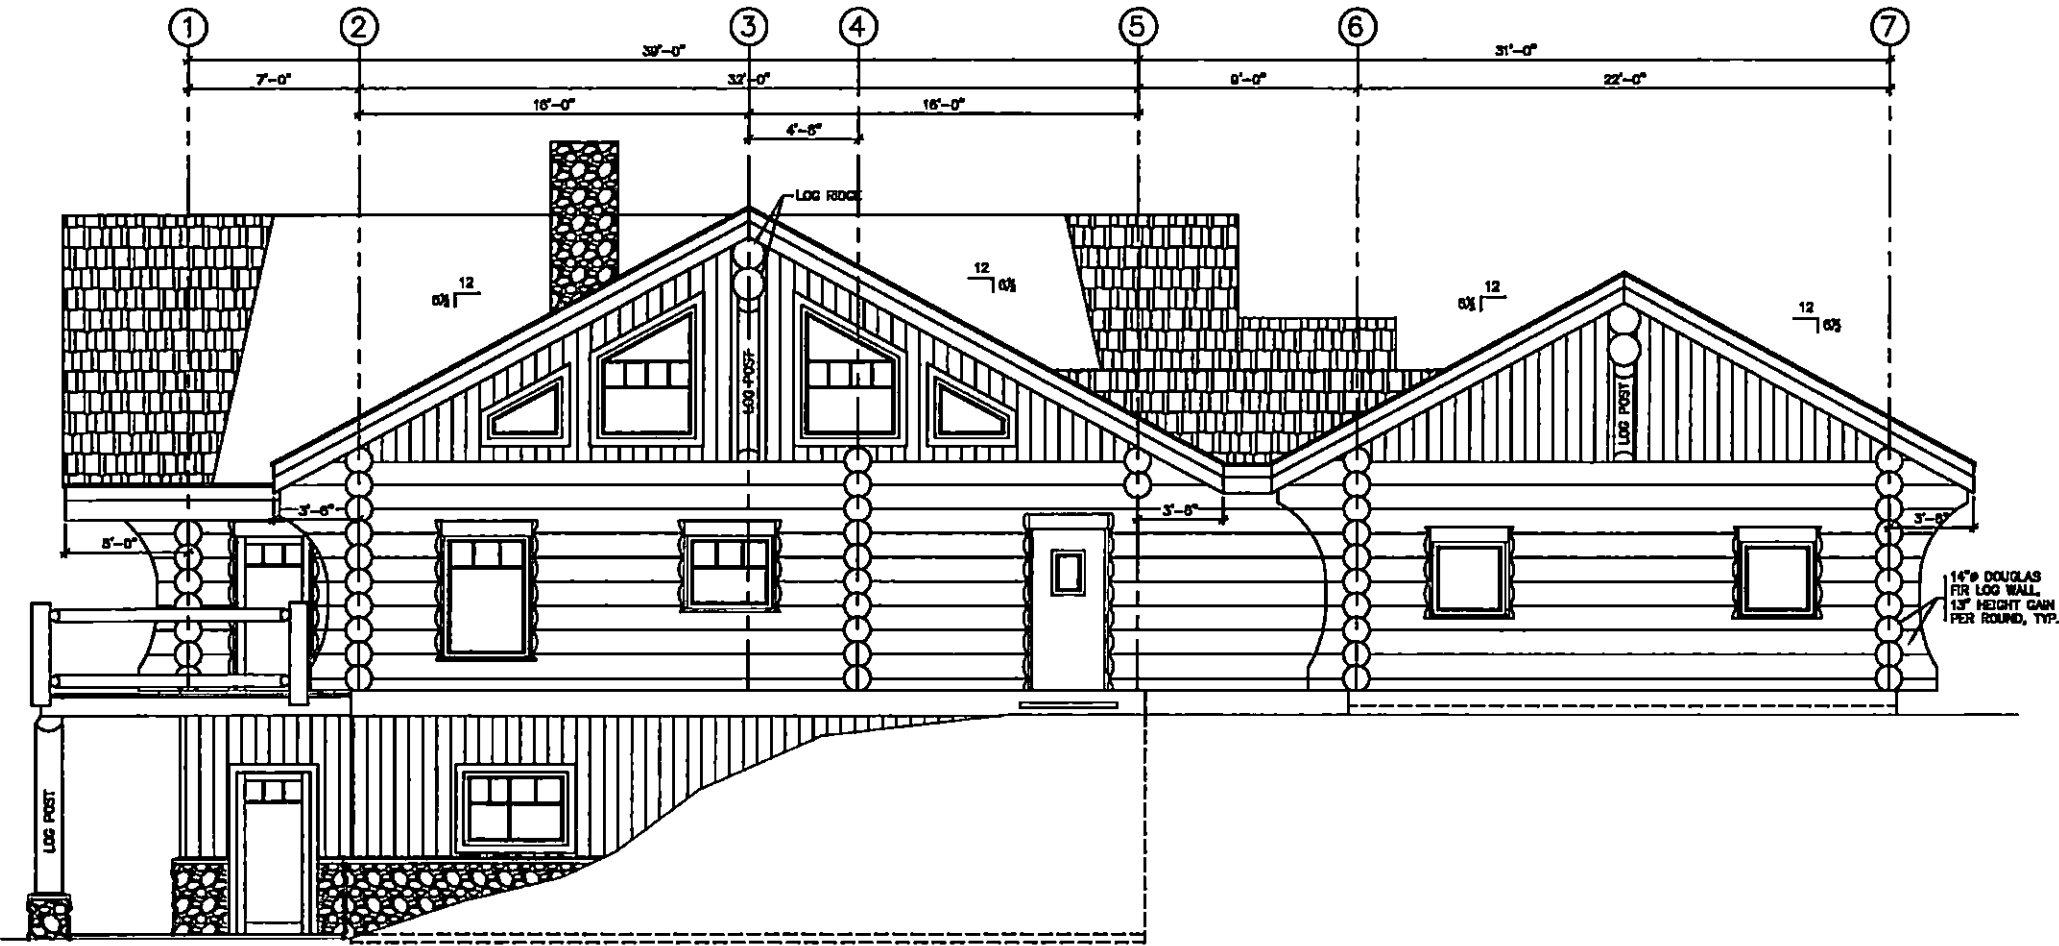 1 2 3 4 5 6 7
39'-0" 31'-0"
7'-0" 32'-0" 9'-0" 22'-0"
16'-0" 16'-0"
4'-6"
LOG RIDGE
12
12
12
12
LOG POST
LOG POST
3'-6"
3'-6"
3'-6"
14"ø DOUGLAS
FIR LOG WALL,
13" HEIGHT GAIN
PER ROUND, TYP.
LOG POST